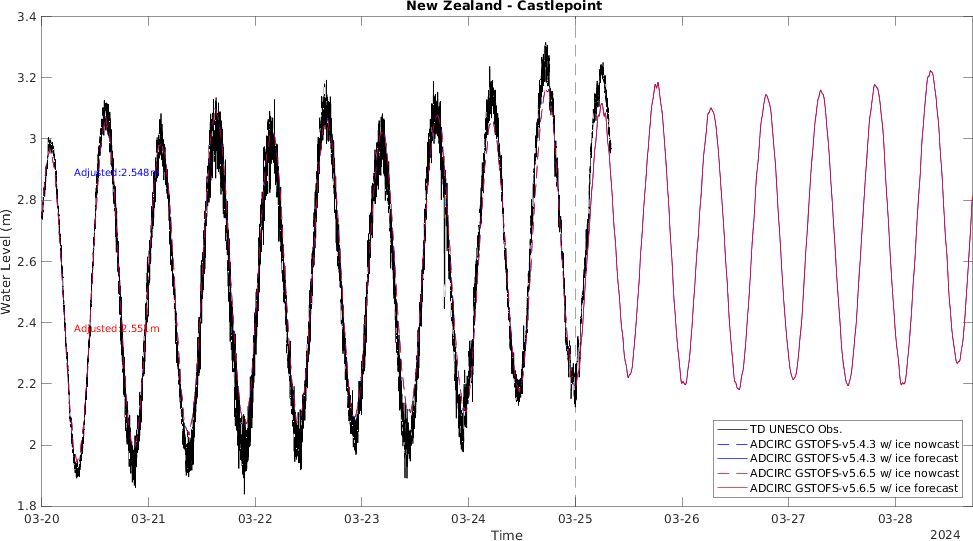 New Zealand - Castlepoint
3.4
3.2
3
2.8
2.6
2.4
2.2
2
1.8
Water Level (m)
Adjusted:2.548m
Adjusted:2.551m
TD UNESCO Obs.
ADCIRC GSTOFS-v5.4.3 w/ ice nowcast
ADCIRC GSTOFS-v5.4.3 w/ ice forecast
ADCIRC GSTOFS-v5.6.5 w/ ice nowcast
ADCIRC GSTOFS-v5.6.5 w/ ice forecast
03-20 03-21 03-22 03-23 03-24 03-25 03-26 03-27 03-28
Time
2024